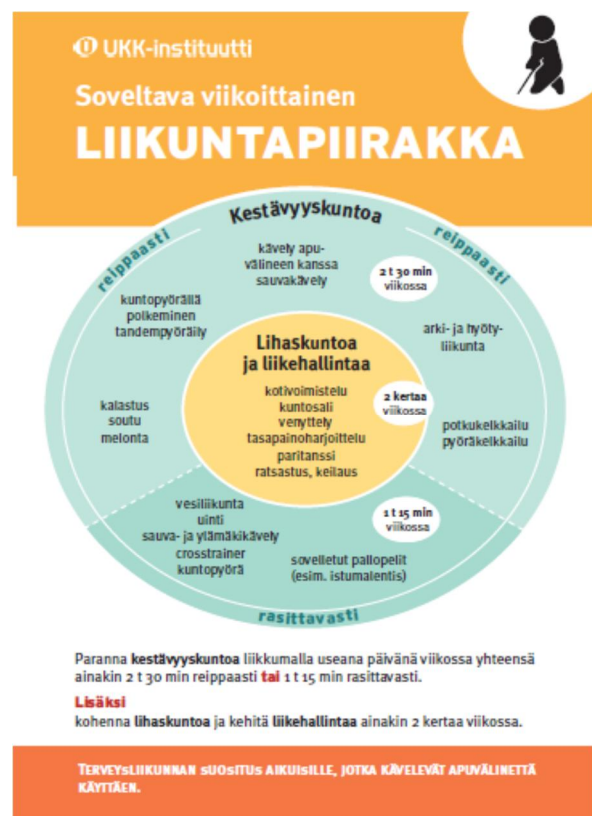 UKK-instituutti
Soveltava viikoittainen
LIIKUNTAPIIRAKKA
Kestävyyskuntoa
reippaasti
reippaasti
kävely apu-
välineen kanssa
sauvakävely
2 t 30 min
viikossa
kuntopyörällä
polkeminen
tandempyöräily
arki- ja hyöty-
liikunta
Lihaskuntoa
ja liikehallintaa
kotivoimistelu
kuntosali
venyttely
tasapainoharjoittelu
paritanssi
ratsastus, keilaus
2 kertaa
viikossa
kalastus
soutu
melonta
potkukelkkailu
pyöräkelkkailu
vesiliikunta
uinti
sauva- ja ylämäkikävely
crosstrainer
kuntopyörä
1 t 15 min
viikossa
sovelletut pallopelit
(esim. istumalentis)
rasittavasti
Paranna kestävyyskuntoa liikkumalla useana päivänä viikossa yhteensä
ainakin 2 t 30 min reippaasti tai 1 t 15 min rasittavasti.
Lisäksi
kohenna lihaskuntoa ja kehitä liikehallintaa ainakin 2 kertaa viikossa.
TERVEYSLIIKUNNAN SUOSITUS AIKUISILLE, JOTKA KÄVELEVÄT APUVÄLINETTÄ
KÄYTTÄEN.